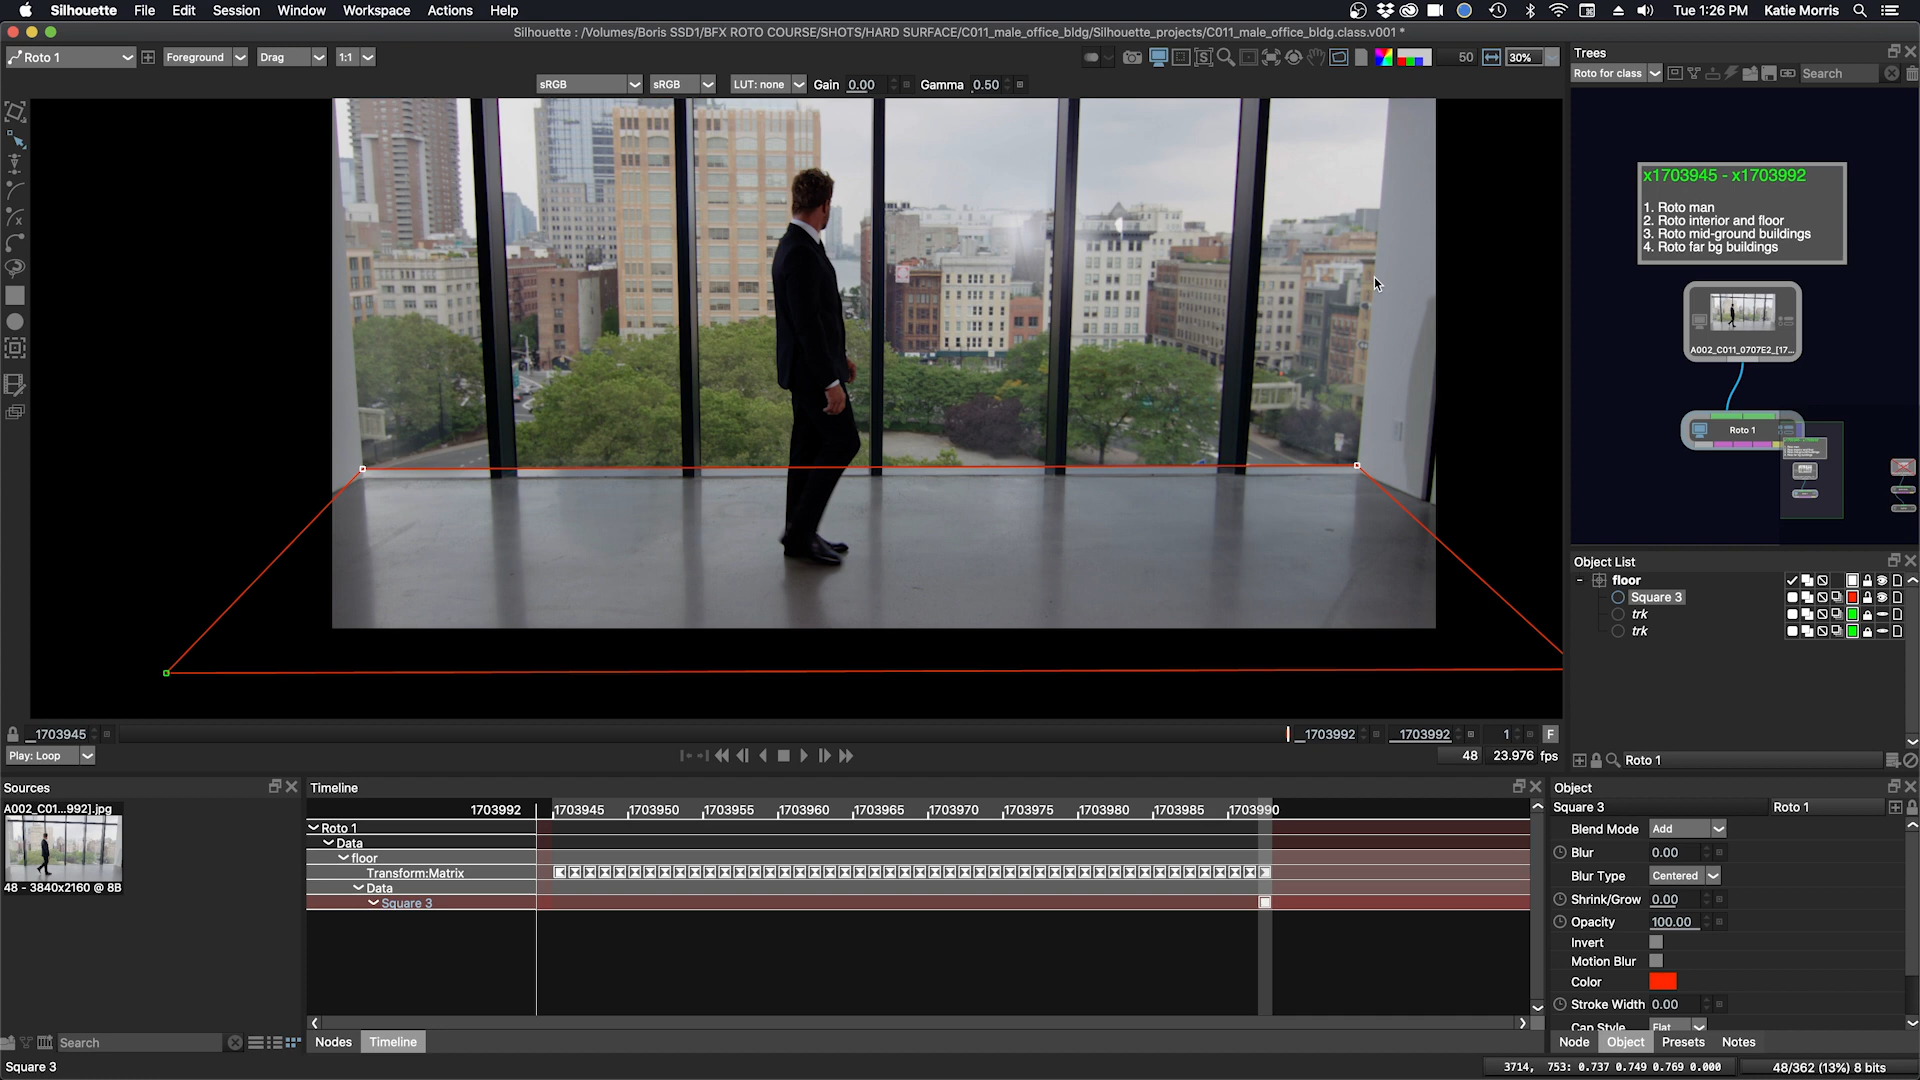 Silhouette File Edit Session Window Workspace Actions Help
Tue 1:26 PM Katie Morris
Silhouette : /Volumes/Boris SSD1/BFX ROTO COURSE/SHOTS/HARD SURFACE/C011_male_office_bldg/Silhouette_projects/C011_male_office_bldg.class.v001 *
Roto 1 Foreground Drag 1:1
50 30%
sRGB sRGB LUT: none Gain 0.00 Gamma 0.50
Trees
Roto for class Search
x1703945 - x1703992
1. Roto man
2. Roto interior and floor
3. Roto mid-ground buildings
4. Roto far bg buildings
A002_C011_0707E2_[17...
Roto 1
Object List
floor
Square 3
trk
trk
Roto 1
1703945 1703992 1703992 1 F
Play: Loop 48 23.976 fps
Sources
A002_C01...992].jpg
48 - 3840x2160 @ 8B
Search
Timeline
1703992 1703945 1703950 1703955 1703960 1703965 1703970 1703975 1703980 1703985 1703990
Roto 1
Data
floor
Transform:Matrix
Data
Square 3
Nodes Timeline
Object
Square 3 Roto 1
Blend Mode Add
Blur 0.00
Blur Type Centered
Shrink/Grow 0.00
Opacity 100.00
Invert
Motion Blur
Color
Stroke Width 0.00
Cap Style Flat
Node Object Presets Notes
Square 3
3714, 753: 0.737 0.749 0.769 0.000 48/362 (13%) 8 bits